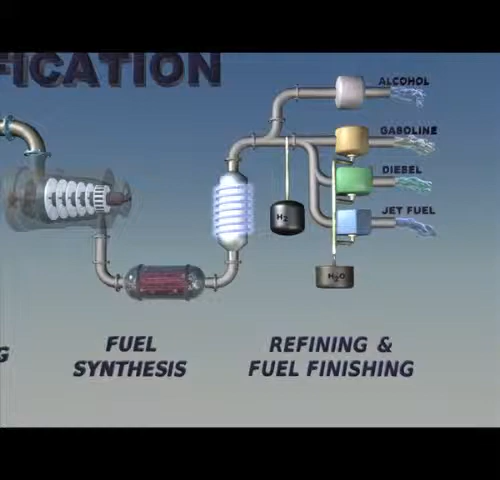 FICATION
ALCOHOL
GASOLINE
DIESEL
H2
JET FUEL
H2O
G
FUEL
SYNTHESIS
REFINING &
FUEL FINISHING